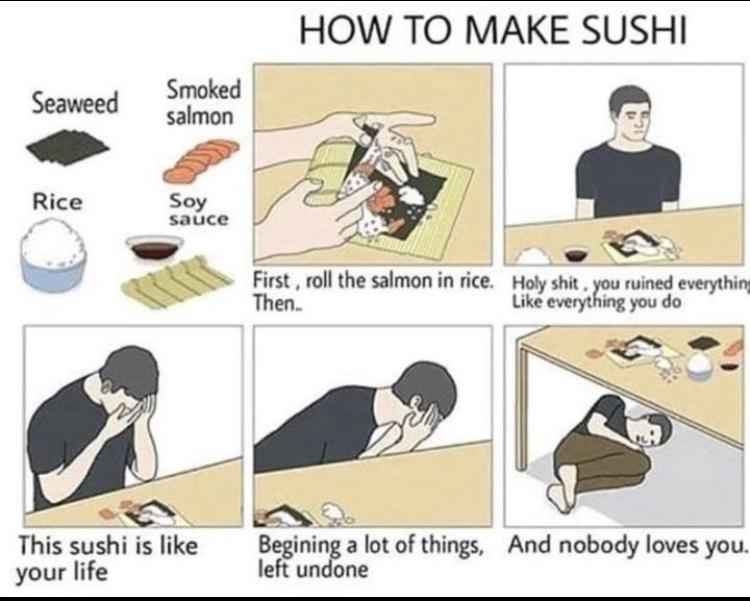 HOW TO MAKE SUSHI
Seaweed
Smoked
salmon
Rice
Soy
sauce
First , roll the salmon in rice.
Then..
Holy shit , you ruined everything
Like everything you do
This sushi is like
your life
Begining a lot of things,
left undone
And nobody loves you.